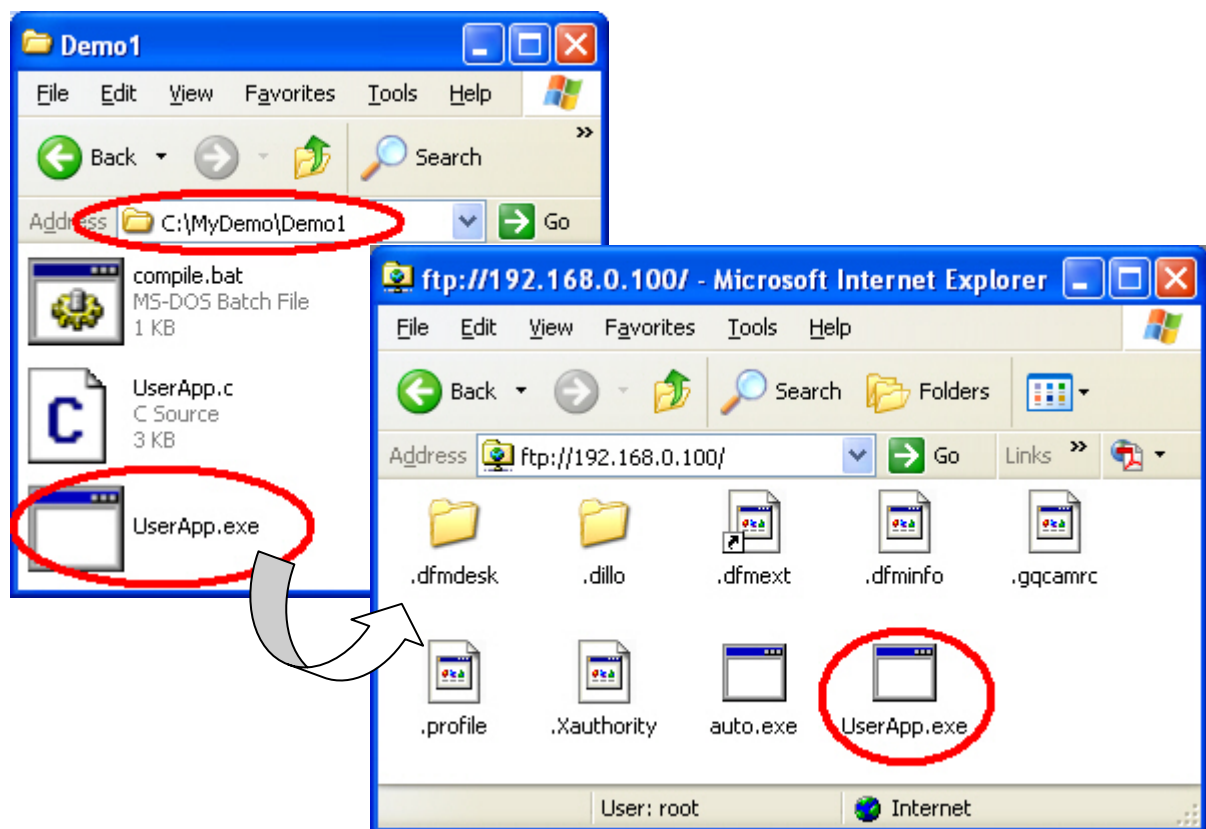 Demo1
File Edit View Favorites Tools Help
Back Search »
Address C:\MyDemo\Demo1 Go
compile.bat
MS-DOS Batch File
1 KB
UserApp.c
C Source
3 KB
UserApp.exe
ftp://192.168.0.100/ - Microsoft Internet Explorer
File Edit View Favorites Tools Help
Back Search Folders
Address ftp://192.168.0.100/ Go Links »
.dfmdesk .dillo .dfmext .dfminfo .gqcamrc
.profile .Xauthority auto.exe UserApp.exe
User: root Internet